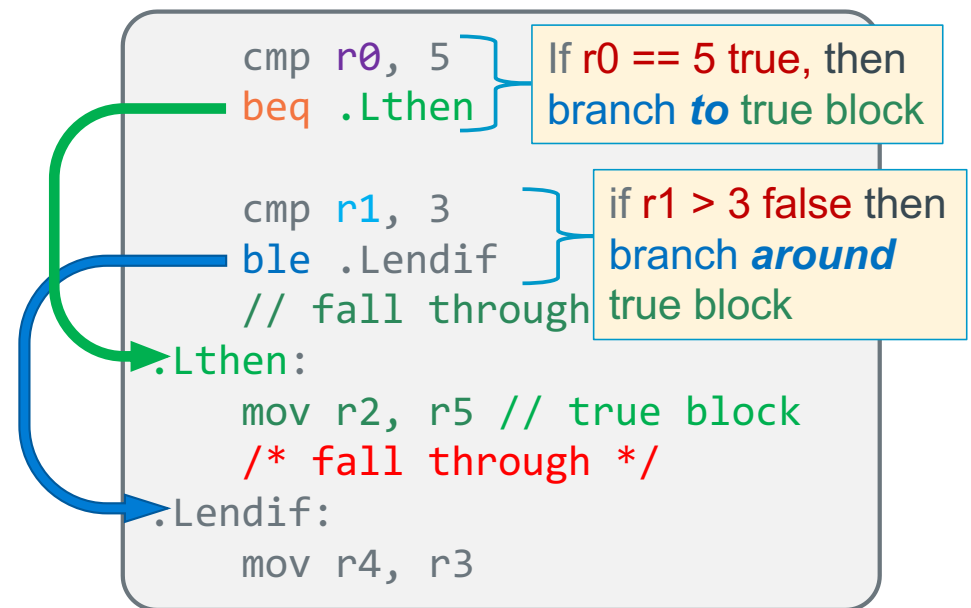 cmp r0, 5
beq .Lthen
If r0 == 5 true, then
branch to true block
cmp r1, 3
ble .Lendif
// fall through
if r1 > 3 false then
branch around
true block
.Lthen:
mov r2, r5 // true block
/* fall through */
.Lendif:
mov r4, r3